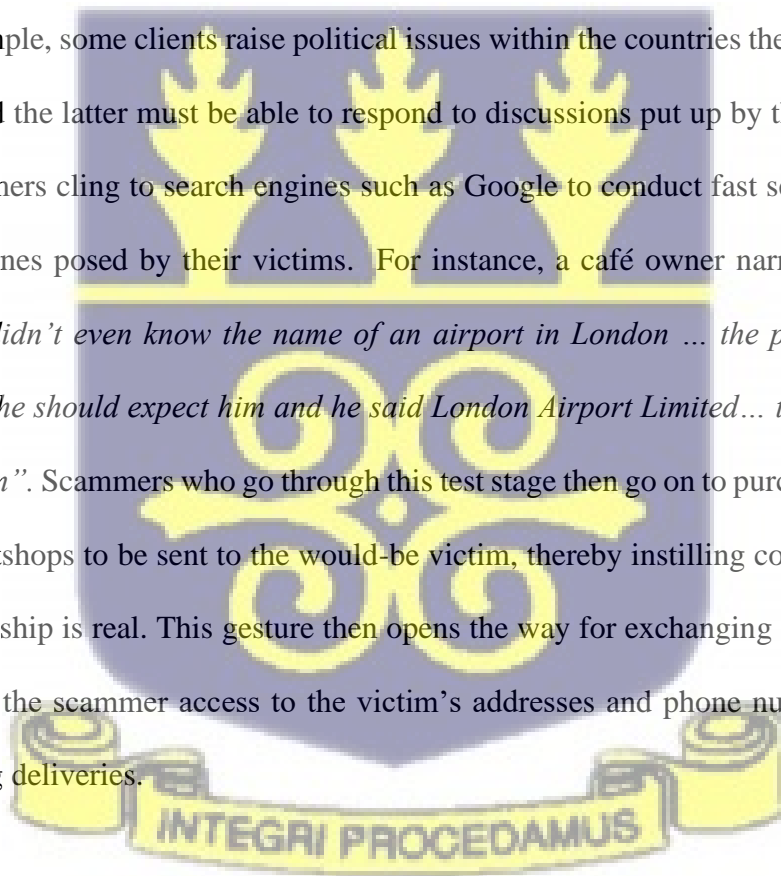 nple, some clients raise political issues within the countries the
d the latter must be able to respond to discussions put up by th
ners cling to search engines such as Google to conduct fast se
nes posed by their victims. For instance, a café owner narr
didn’t even know the name of an airport in London … the p
he should expect him and he said London Airport Limited… t
n”. Scammers who go through this test stage then go on to purc
tshops to be sent to the would-be victim, thereby instilling co
ship is real. This gesture then opens the way for exchanging
the scammer access to the victim’s addresses and phone nu
g deliveries.
INTEGRI PROCEDAMUS